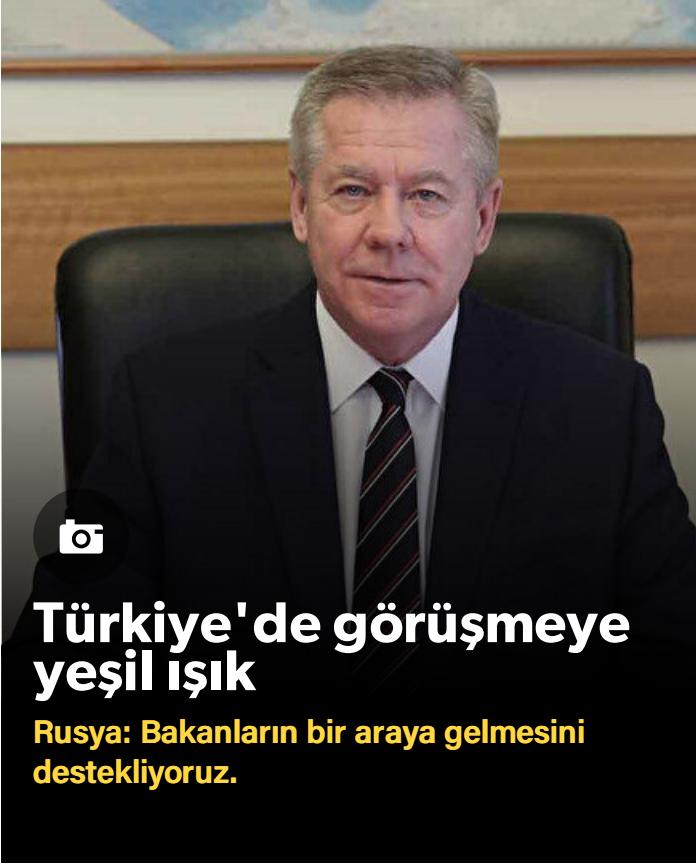 Türkiye'de görüşmeye
yeşil ışık
Rusya: Bakanların bir araya gelmesini
destekliyoruz.